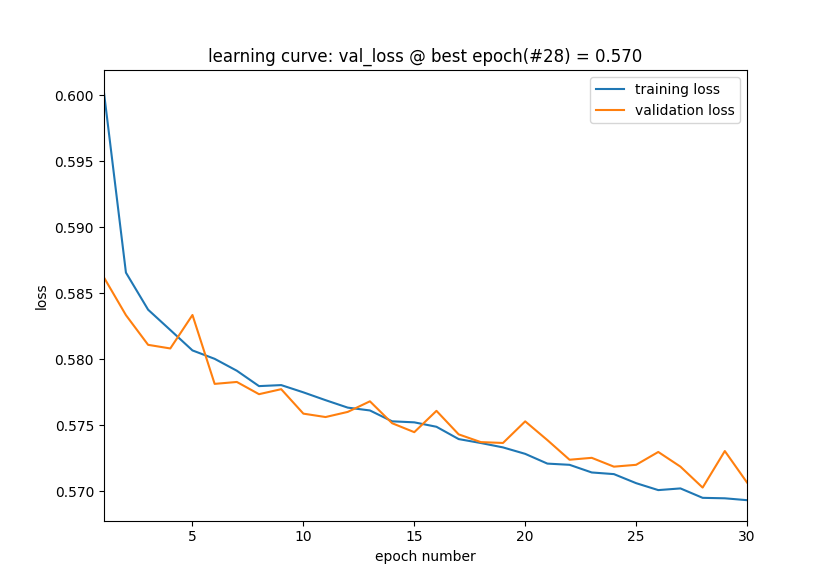 learning curve: val_loss @ best epoch(#28) = 0.570
training loss
validation loss
0.600
0.595
0.590
0.585
0.580
0.575
0.570
loss
5
10
15
20
25
30
epoch number